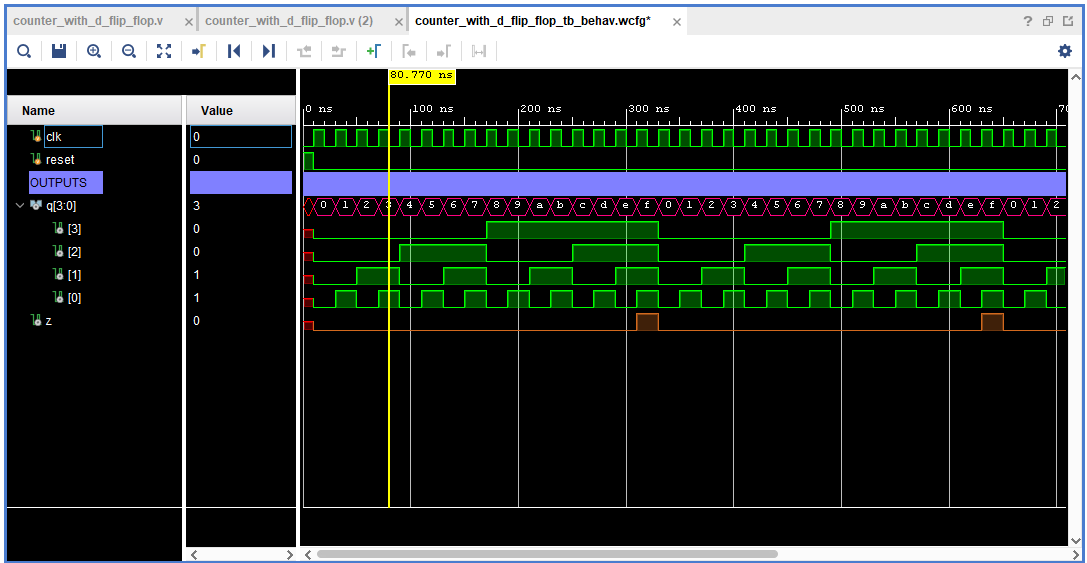 counter_with_d_flip_flop.v ×
counter_with_d_flip_flop.v (2) ×
counter_with_d_flip_flop_tb_behav.wcfg* ×
80.770 ns
Name Value
0 ns 100 ns 200 ns 300 ns 400 ns 500 ns 600 ns 70
clk 0
reset 0
OUTPUTS
q[3:0] 3 0 1 2 3 4 5 6 7 8 9 a b c d e f 0 1 2 3 4 5 6 7 8 9 a b c d e f 0 1 2
[3] 0
[2] 0
[1] 1
[0] 1
z 0